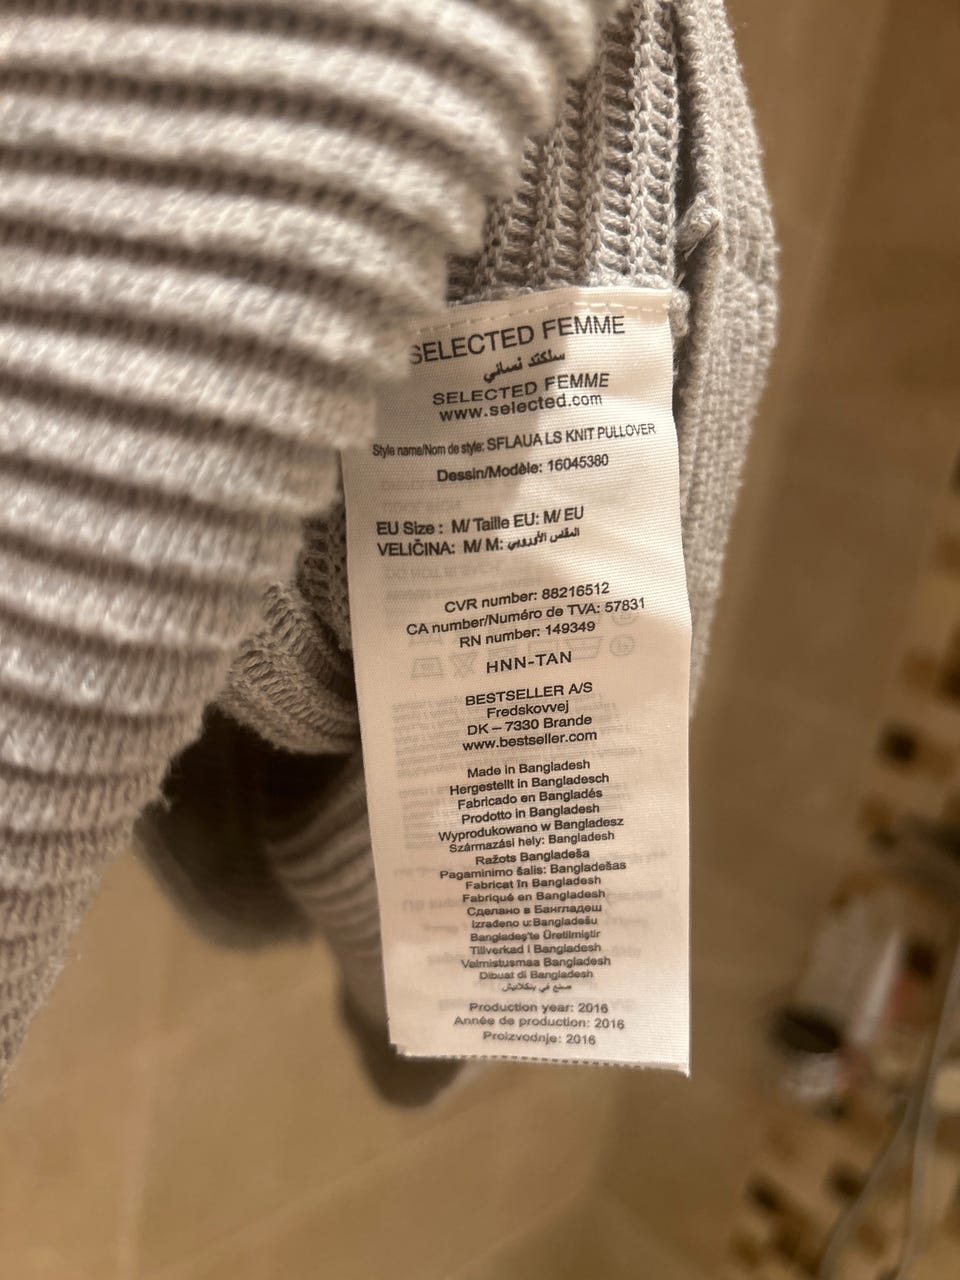 SELECTED FEMME
سلكتد نسائي
SELECTED FEMME
www.selected.com
Style name/Nom de style: SFLAUA LS KNIT PULLOVER
Dessin/Modèle: 16045380
EU Size : M/ Taille EU: M/ EU
VELIČINA: M/ M: المقاس الأوروبي
CVR number: 88216512
CA number/Numéro de TVA: 57831
RN number: 149349
HNN-TAN
BESTSELLER A/S
Fredskovvej
DK – 7330 Brande
www.bestseller.com
Made in Bangladesh
Hergestellt in Bangladesch
Fabricado en Bangladés
Prodotto in Bangladesh
Wyprodukowano w Bangladesz
Származási hely: Bangladesh
Ražots Bangladeša
Pagaminimo šalis: Bangladešas
Fabricat în Bangladesh
Fabriqué en Bangladesh
Сделано в Бангладеш
Izrađeno u:Bangladešu
Bangladeş'te Üretilmiştir
Tillverkad i Bangladesh
Valmistusmaa Bangladesh
Dibuat di Bangladesh
صنع في بنغلاديش
Production year: 2016
Année de production: 2016
Proizvodnje: 2016